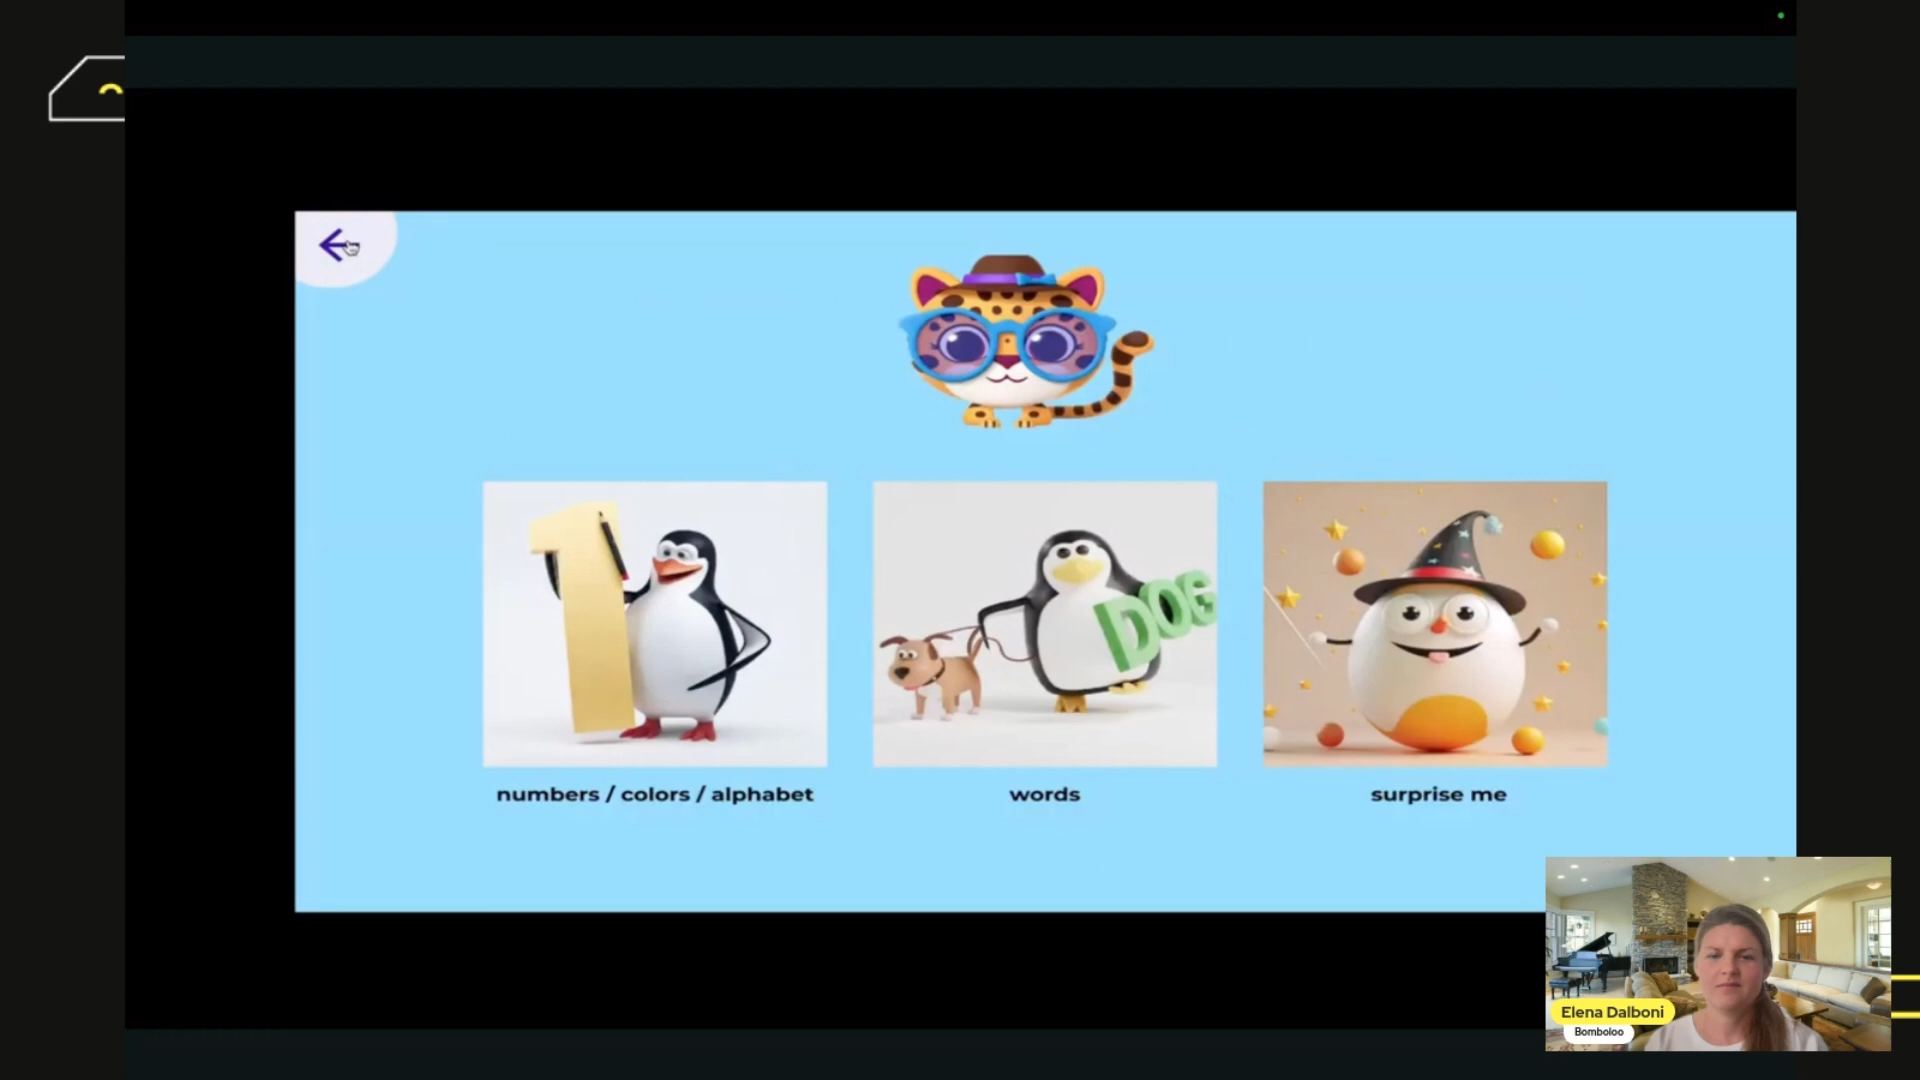 DOG
numbers / colors / alphabet
words
surprise me
Elena Dalboni
Bomboloo